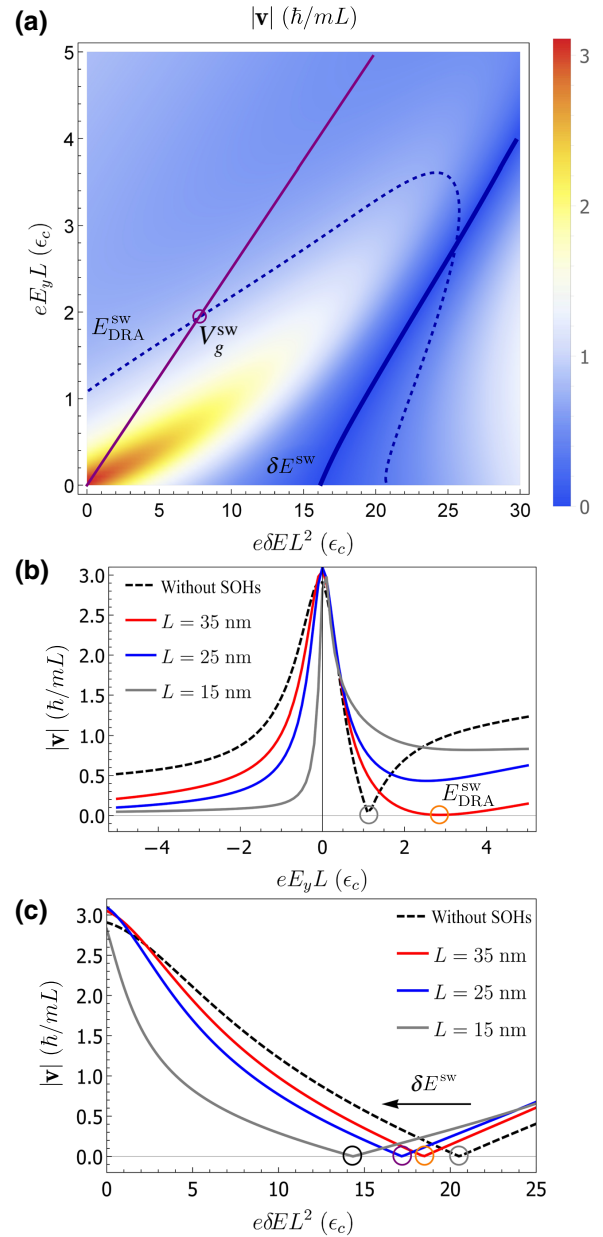 (a)
|v| (ħ/mL)
5
4
3
2
1
0
eE_yL (ϵ_c)
E^sw_DRA
V^sw_g
δE^sw
0 5 10 15 20 25 30
eδEL² (ϵ_c)
3
2
1
0
(b)
3.0
2.5
2.0
1.5
1.0
0.5
0.0
|v| (ħ/mL)
Without SOHs
L = 35 nm
L = 25 nm
L = 15 nm
E^sw_DRA
−4 −2 0 2 4
eE_yL (ϵ_c)
(c)
3.0
2.5
2.0
1.5
1.0
0.5
0.0
|v| (ħ/mL)
Without SOHs
L = 35 nm
L = 25 nm
L = 15 nm
δE^sw
0 5 10 15 20 25
eδEL² (ϵ_c)